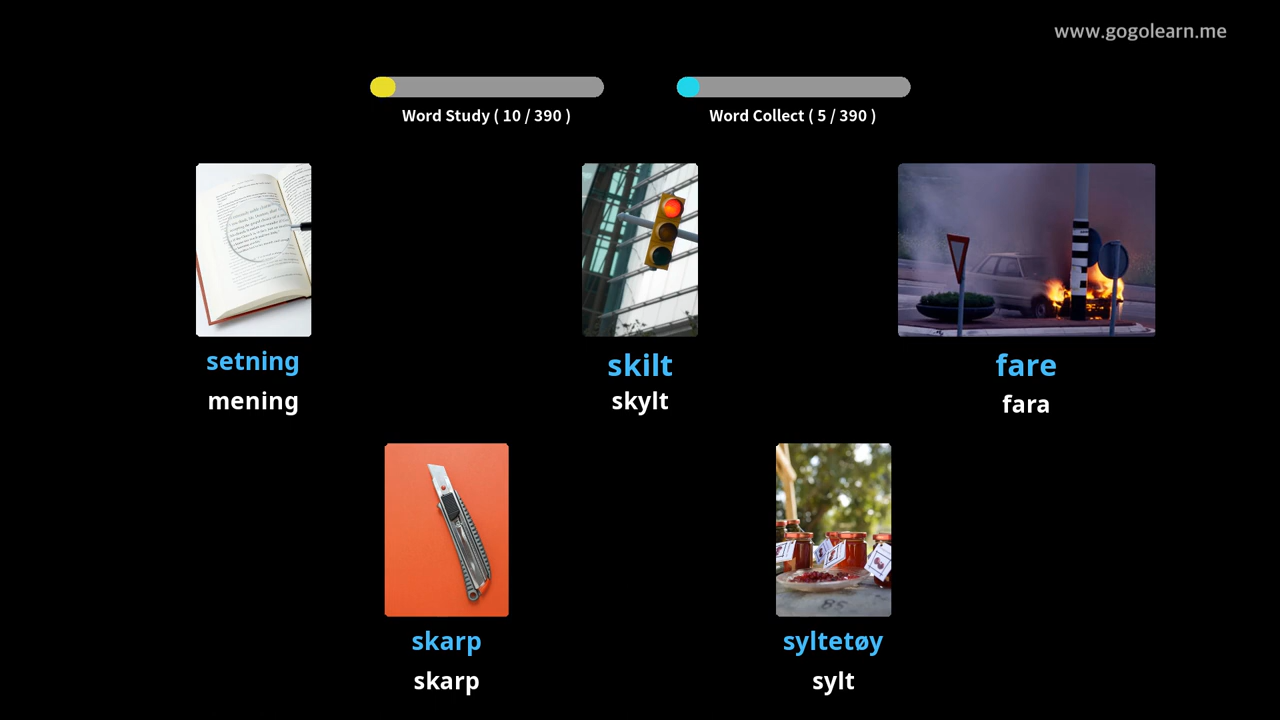 www.gogolearn.me
Word Study ( 10 / 390 )
Word Collect ( 5 / 390 )
setning
mening
skilt
skylt
fare
fara
skarp
skarp
syltetøy
sylt